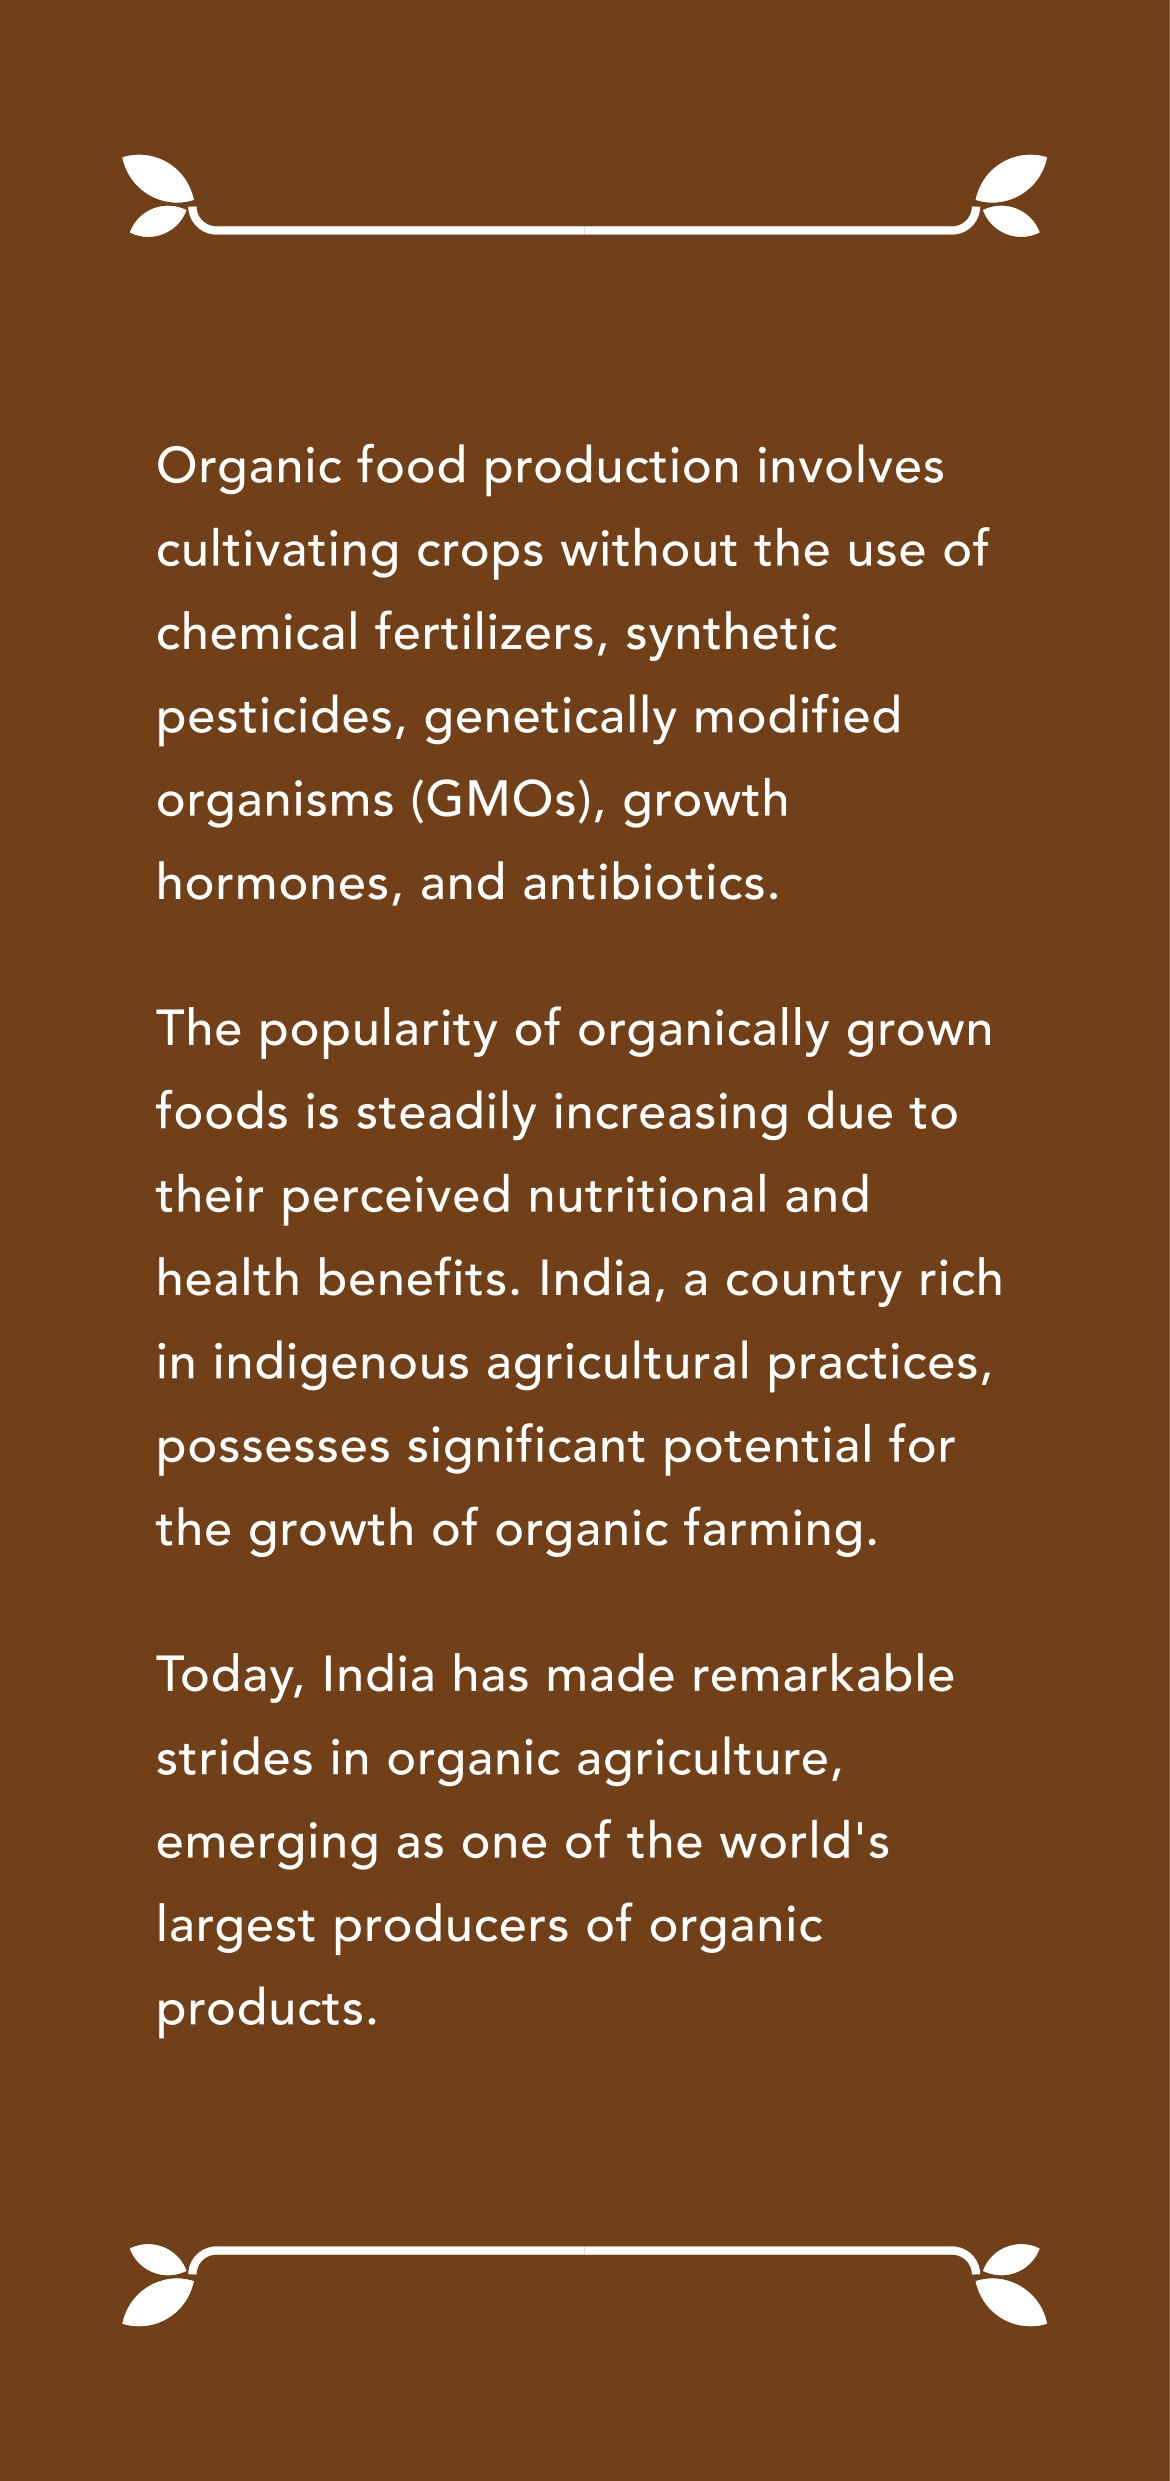 Organic food production involves
cultivating crops without the use of
chemical fertilizers, synthetic
pesticides, genetically modified
organisms (GMOs), growth
hormones, and antibiotics.
The popularity of organically grown
foods is steadily increasing due to
their perceived nutritional and
health benefits. India, a country rich
in indigenous agricultural practices,
possesses significant potential for
the growth of organic farming.
Today, India has made remarkable
strides in organic agriculture,
emerging as one of the world's
largest producers of organic
products.